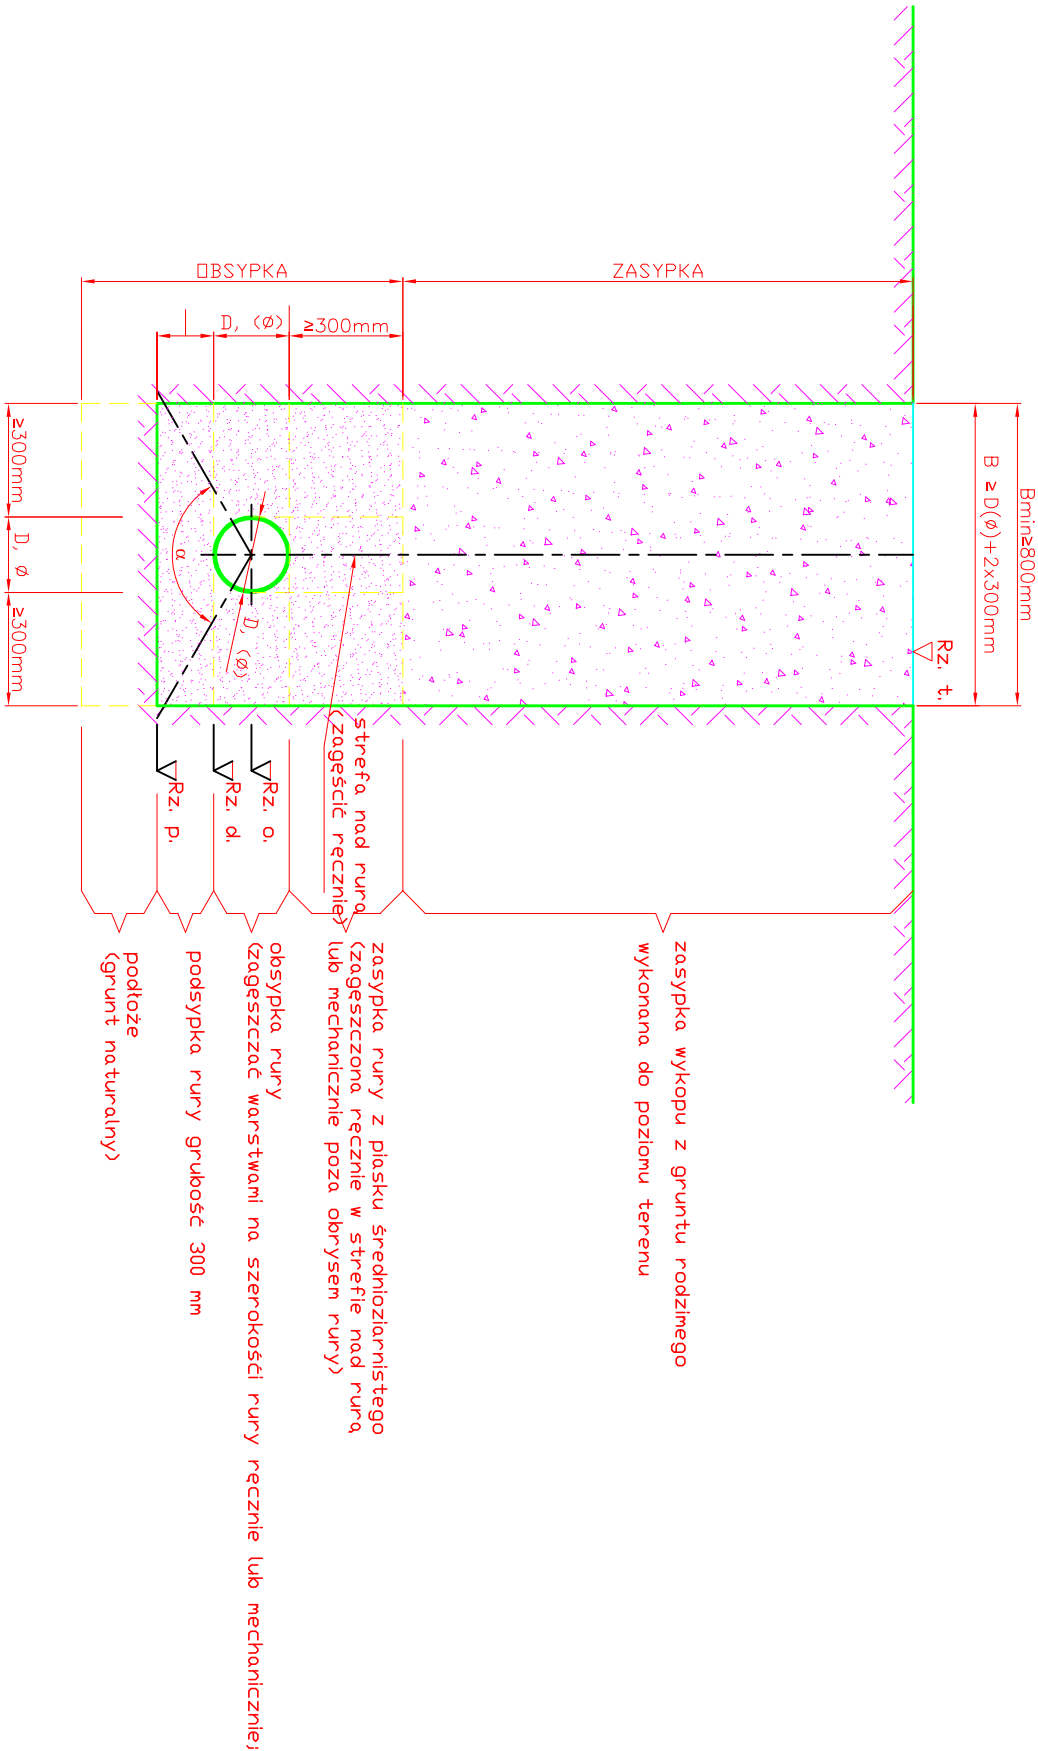 Bmin≥800mm
B ≥ D(Ø)+2x300mm
Rz. t.
ZASYPKA
OBSYPKA
≥300mm
D, (Ø)
≥300mm
D, Ø
≥300mm
α
D, (Ø)
Rz. o.
Rz. d.
Rz. p.
strefa nad rurą
(zagęścić ręcznie)
zasypka wykopu z gruntu rodzimego
wykonana do poziomu terenu
zasypka rury z piasku średnioziarnistego
(zagęszczona ręcznie w strefie nad rurą
lub mechanicznie poza obrysem rury)
obsypka rury
(zagęszczać warstwami na szerokości rury ręcznie lub mechanicznie)
podsypka rury grubość 300 mm
podłoże
(grunt naturalny)